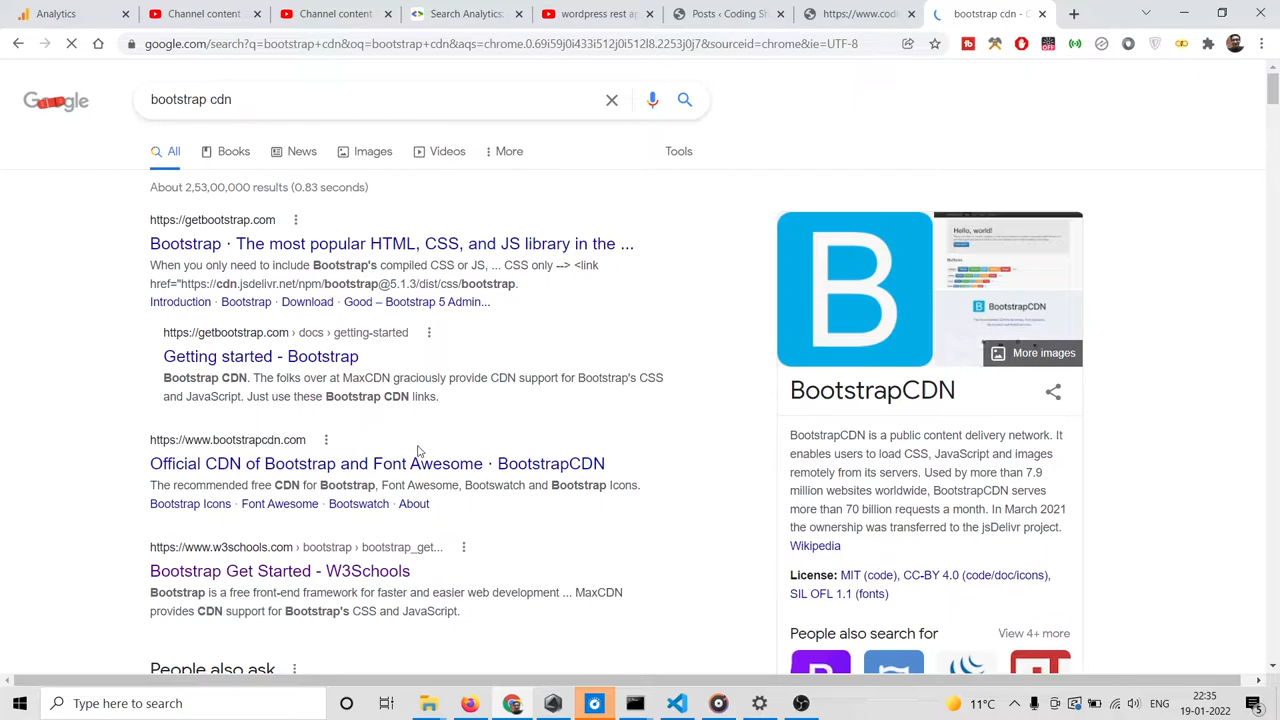 Analytics
Channel content
Search Analytics:
wordpress rest a
Posts ‹ Coding Sh
https://www.codi
bootstrap cdn - G
google.com/search?q=bootstrap+cdn&oq=bootstrap+cdn&aqs=chrome.0.69i59j0i433i512j0i512l8.2253j0j7&sourceid=chrome&ie=UTF-8
Google
bootstrap cdn
All
Books
News
Images
Videos
More
Tools
About 2,53,00,000 results (0.83 seconds)
https://getbootstrap.com
Bootstrap · The most popular HTML, CSS, and JS library in the ...
When you only need to include Bootstrap's compiled CSS or JS, ... CSS only --> <link
href="https://cdn.jsdelivr.net/npm/bootstrap@5.1.3/dist/css/bootstrap.
Introduction · Bootstrap · Download · Good – Bootstrap 5 Admin...
https://getbootstrap.com › docs › getting-started
Getting started - Bootstrap
Bootstrap CDN. The folks over at MaxCDN graciously provide CDN support for Bootstrap's CSS
and JavaScript. Just use these Bootstrap CDN links.
https://www.bootstrapcdn.com
Official CDN of Bootstrap and Font Awesome · BootstrapCDN
The recommended free CDN for Bootstrap, Font Awesome, Bootswatch and Bootstrap Icons.
Bootstrap Icons · Font Awesome · Bootswatch · About
https://www.w3schools.com › bootstrap › bootstrap_get...
Bootstrap Get Started - W3Schools
Bootstrap is a free front-end framework for faster and easier web development ... MaxCDN
provides CDN support for Bootstrap's CSS and JavaScript.
People also ask
B
Hello, world!
BootstrapCDN
More images
BootstrapCDN
BootstrapCDN is a public content delivery network. It
enables users to load CSS, JavaScript and images
remotely from its servers. Used by more than 7.9
million websites worldwide, BootstrapCDN serves
more than 70 billion requests a month. In March 2021
the ownership was transferred to the jsDelivr project.
Wikipedia
License: MIT (code), CC-BY 4.0 (code/doc/icons),
SIL OFL 1.1 (fonts)
People also search for
View 4+ more
Type here to search
11°C
ENG
22:35
19-01-2022
5